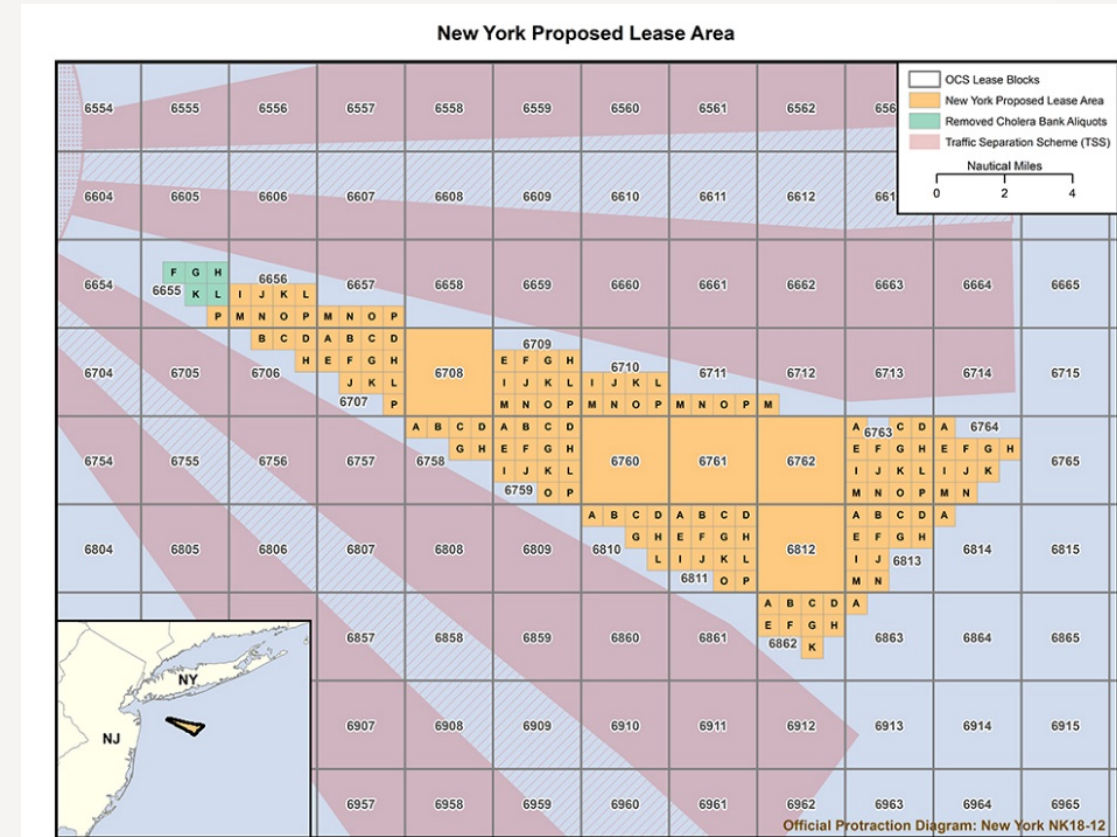 New York Proposed Lease Area
OCS Lease Blocks
New York Proposed Lease Area
Removed Cholera Bank Aliquots
Traffic Separation Scheme (TSS)
Nautical Miles
0 2 4
6554 6555 6556 6557 6558 6559 6560 6561 6562 656
6604 6605 6606 6607 6608 6609 6610 6611 6612 661
F G H
6656
6654 6657 6658 6659 6660 6661 6662 6663 6664 6665
6655 K L I J K L
P M N O P M N O P
B C D A B C D
6709
H E F G H E F G H
6710
6704 6705 6706 6708 6711 6712 6713 6714 6715
J K L I J K L I J K L
6707 P M N O P M N O P M N O P M
A B C D A B C D A 6763 C D A 6764
G H E F G H E F G H E F G H
6754 6755 6756 6757 6758 6760 6761 6762 6765
I J K L I J K L I J K
6759 O P M N O P M N
A B C D A B C D A B C D A
G H E F G H E F G H
6804 6805 6806 6807 6808 6809 6810 6812 6814 6815
L I J K L I J 6813
6811 O P M N
A B C D A
E F G H
6857 6858 6859 6860 6861 6863 6864 6865
6862 K
NY
NJ
6907 6908 6909 6910 6911 6912 6913 6914 6915
6957 6958 6959 6960 6961 6962 6963 6964 6965
Official Protraction Diagram: New York NK18-12